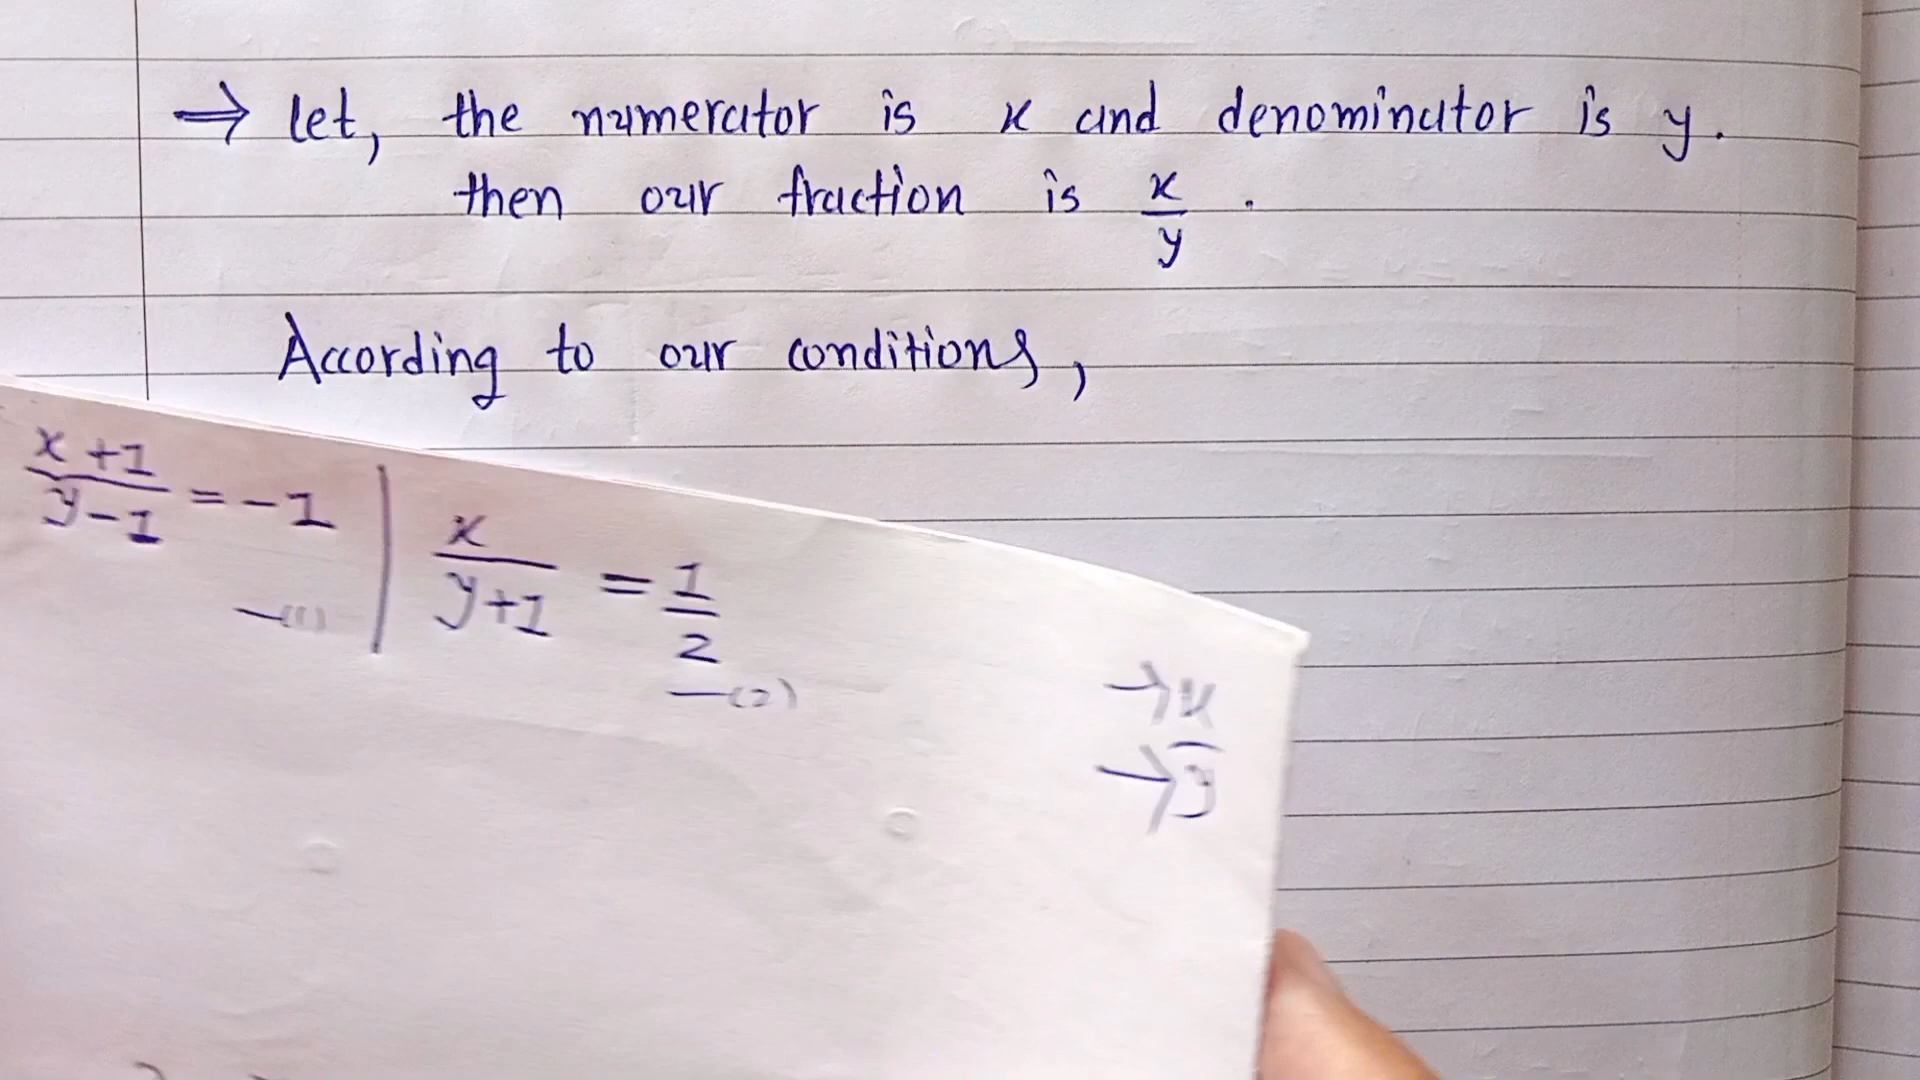 ⇒ let, the numerator is x and denominator is y.
then our fraction is x/y .
According to our conditions,
(x+1)/(y-1) = -1 | x/(y+1) = 1/2
—(1) —(2)
→x
→y